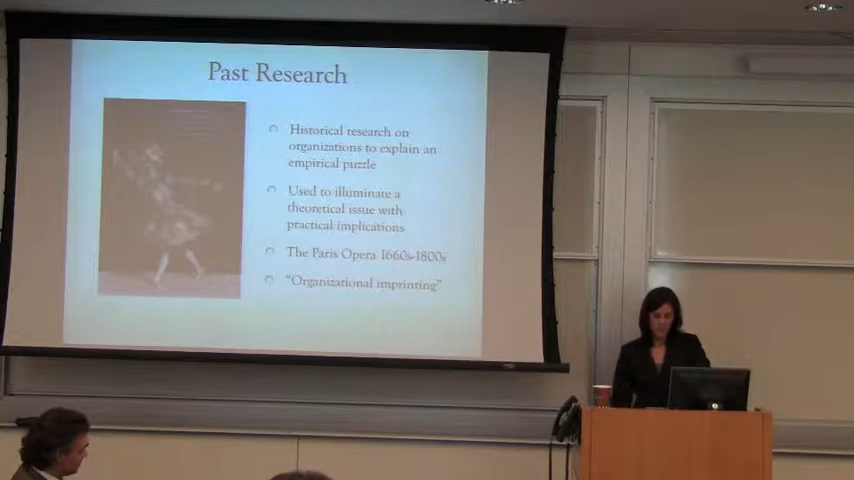 Past Research
Historical research on
organizations to explain an
empirical puzzle
Used to illuminate a
theoretical issue with
practical implications
The Paris Opera 1660s-1800s
"Organizational imprinting"